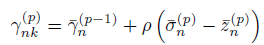 γ_{nk}^{(p)} = γ̄_n^{(p−1)} + ρ(σ̄_n^{(p)} − z̄_n^{(p)})